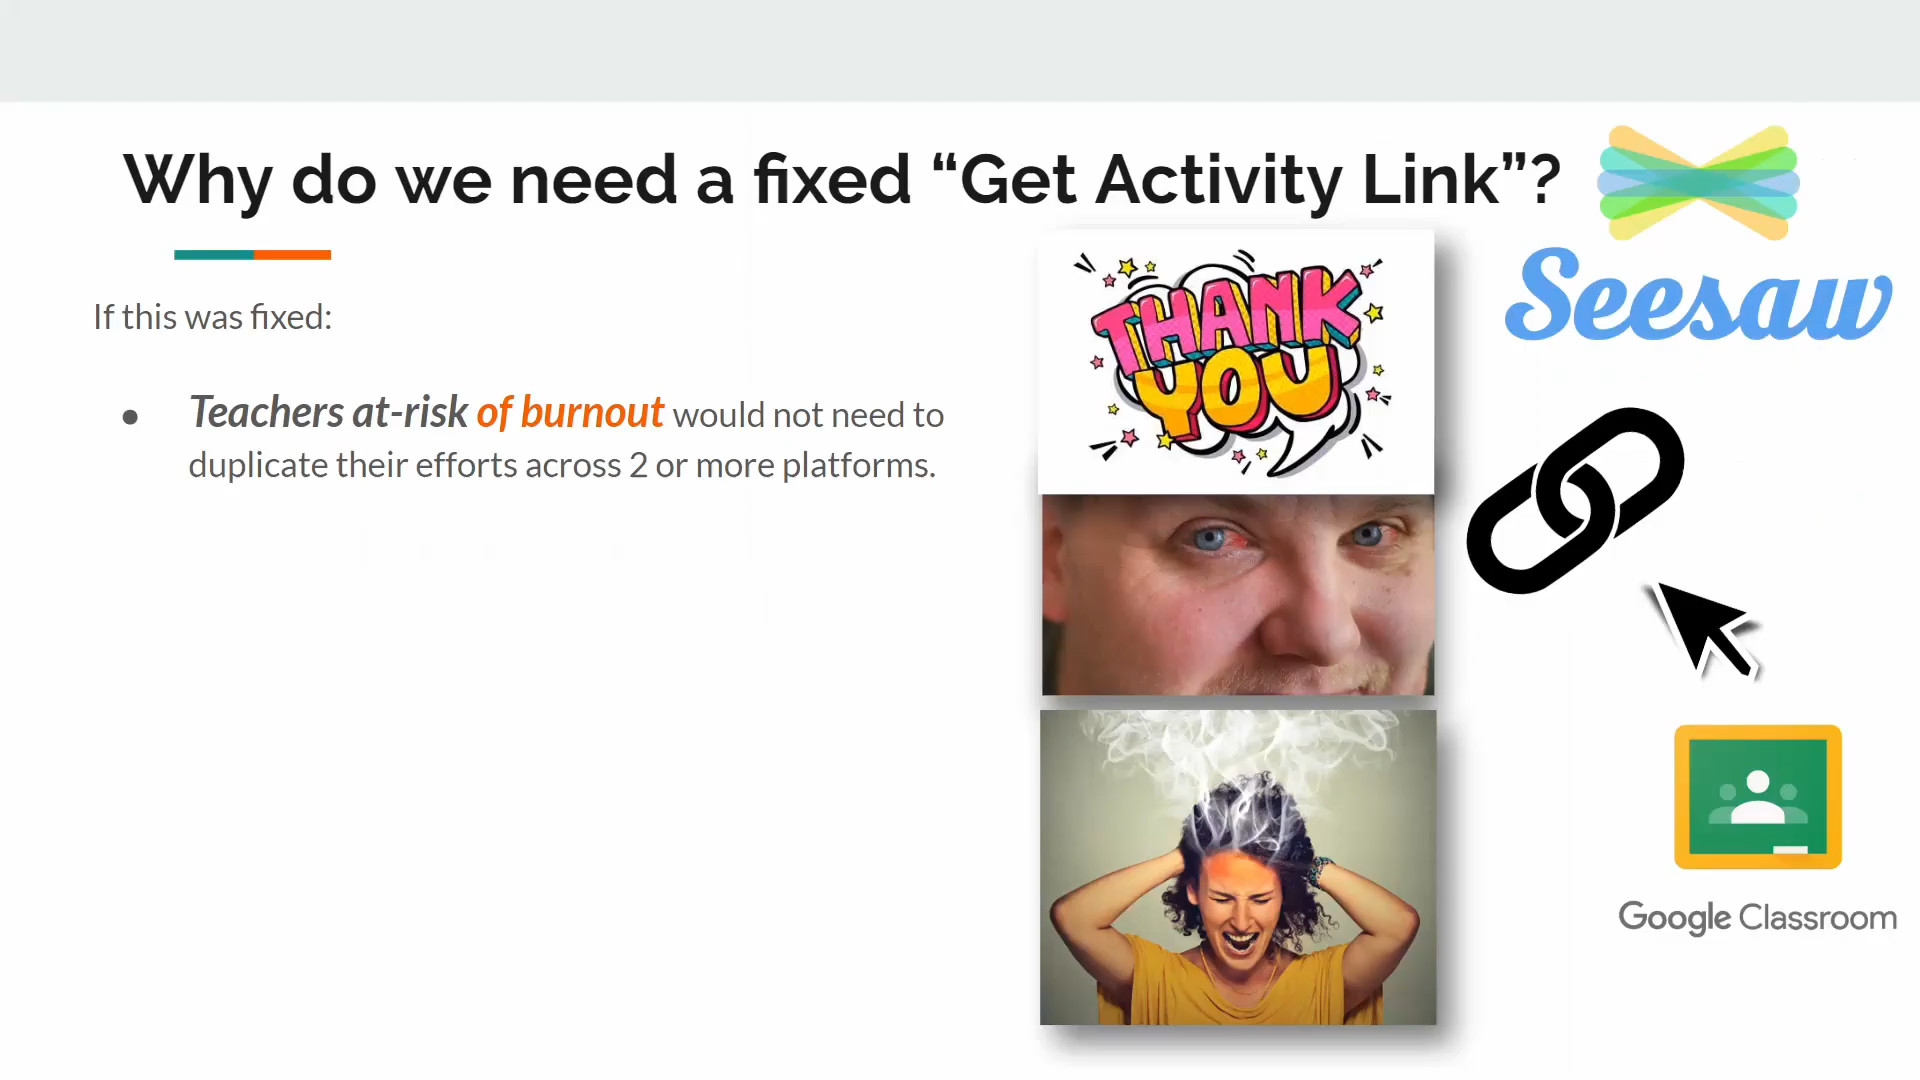 Why do we need a fixed “Get Activity Link”?
If this was fixed:
● Teachers at-risk of burnout would not need to
duplicate their efforts across 2 or more platforms.
THANK
YOU
Seesaw
Google Classroom